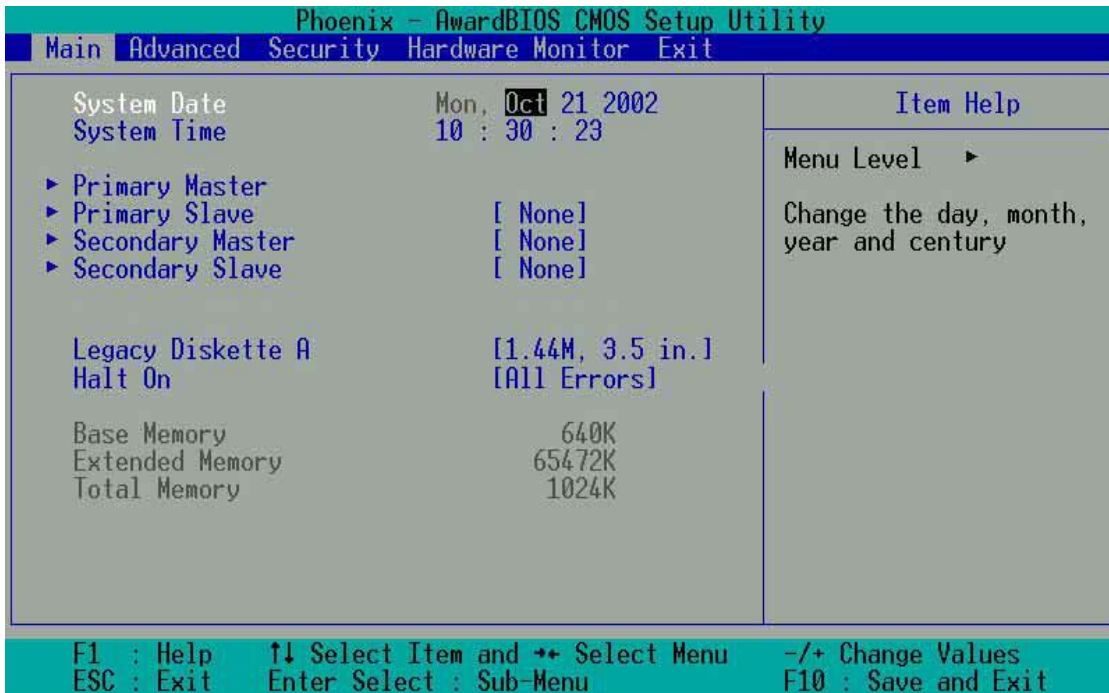 Phoenix - AwardBIOS CMOS Setup Utility
Main Advanced Security Hardware Monitor Exit
System Date Mon, Oct 21 2002
System Time 10 : 30 : 23
▶ Primary Master
▶ Primary Slave [ None]
▶ Secondary Master [ None]
▶ Secondary Slave [ None]
Legacy Diskette A [1.44M, 3.5 in.]
Halt On [All Errors]
Base Memory 640K
Extended Memory 65472K
Total Memory 1024K
Item Help
Menu Level ▶
Change the day, month,
year and century
F1 : Help ↑↓ Select Item and →← Select Menu -/+ Change Values
ESC : Exit Enter Select : Sub-Menu F10 : Save and Exit